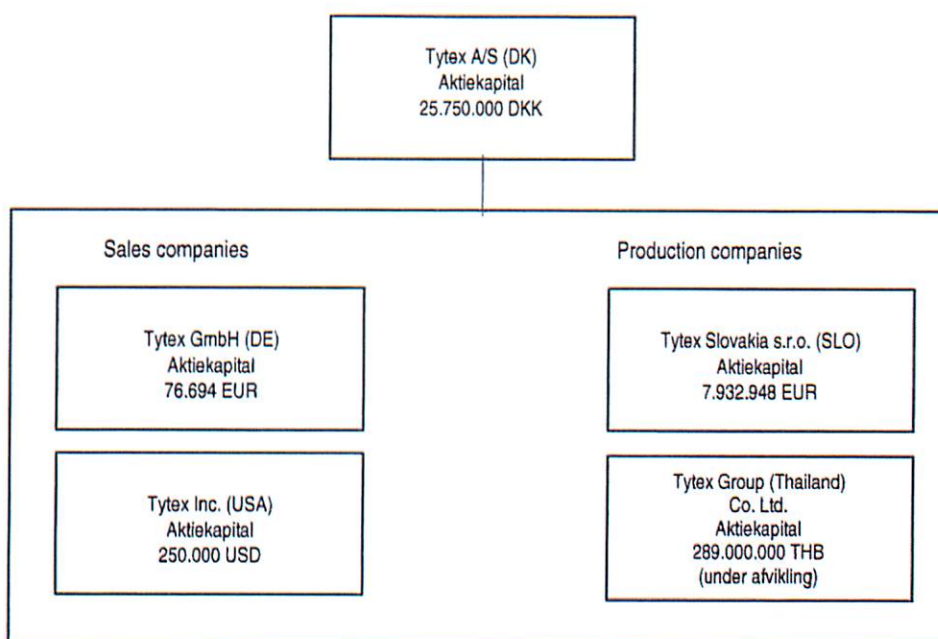 Tytex A/S (DK)
Aktiekapital
25.750.000 DKK
Sales companies
Production companies
Tytex GmbH (DE)
Aktiekapital
76.694 EUR
Tytex Slovakia s.r.o. (SLO)
Aktiekapital
7.932.948 EUR
Tytex Inc. (USA)
Aktiekapital
250.000 USD
Tytex Group (Thailand)
Co. Ltd.
Aktiekapital
289.000.000 THB
(under afvikling)